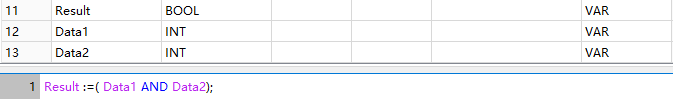 11 Result BOOL VAR
12 Data1 INT VAR
13 Data2 INT VAR
1 Result :=( Data1 AND Data2);